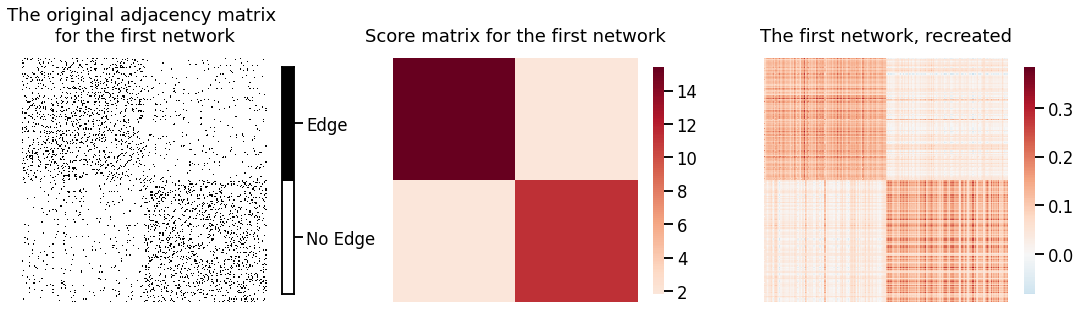 The original adjacency matrix
for the first network
Edge
No Edge
Score matrix for the first network
14
12
10
8
6
4
2
The first network, recreated
0.3
0.2
0.1
0.0